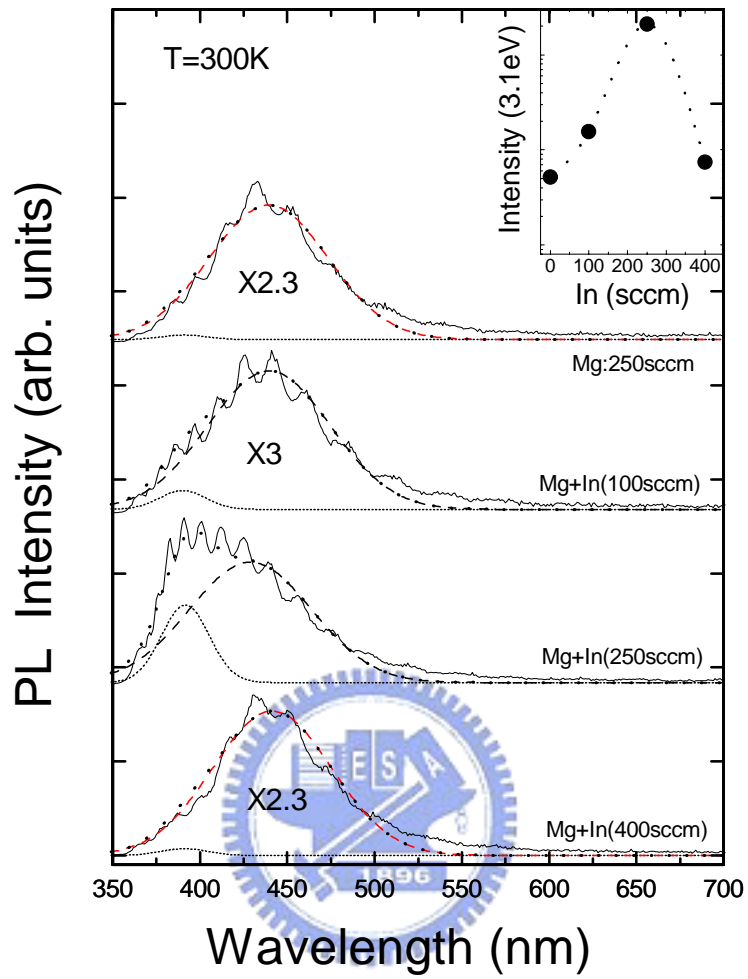 T=300K
Intensity (3.1eV)
0 100 200 300 400
In (sccm)
PL Intensity (arb. units)
X2.3
Mg:250sccm
X3
Mg+In(100sccm)
Mg+In(250sccm)
X2.3
Mg+In(400sccm)
E S A
1896
350 400 450 500 550 600 650 700
Wavelength (nm)